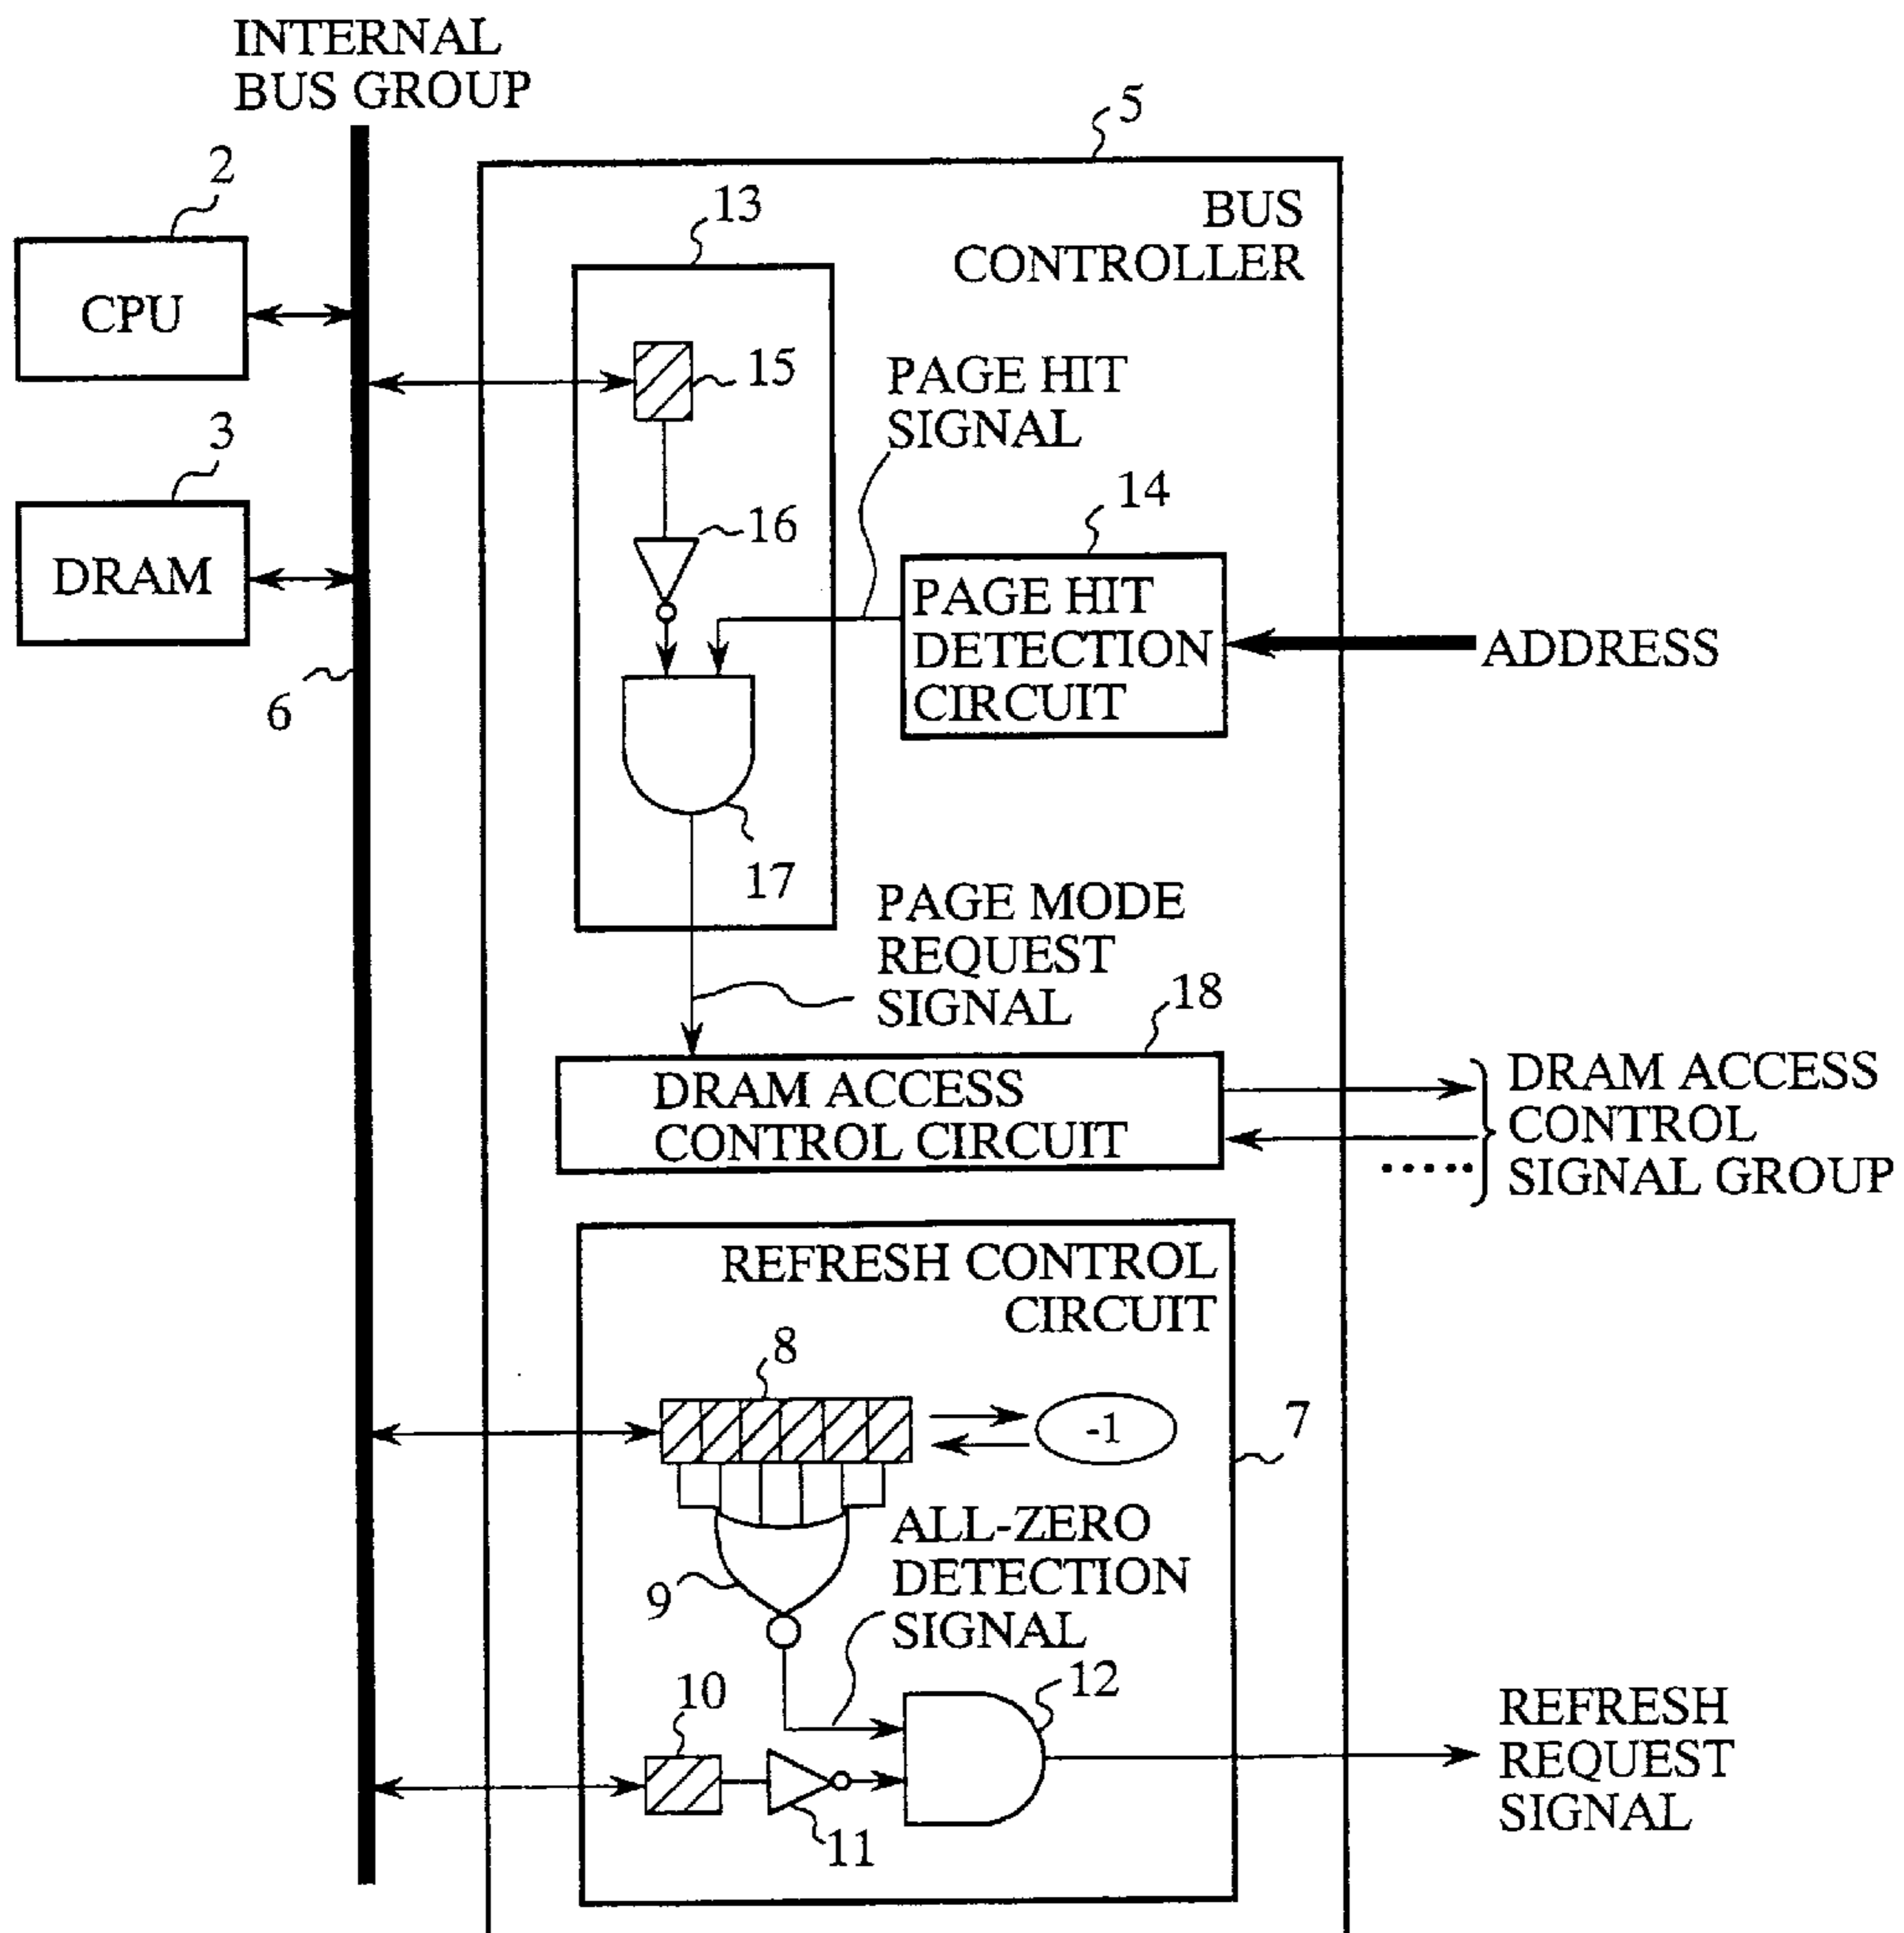 INTERNAL
BUS GROUP
5
2
13
BUS
CONTROLLER
CPU
15
PAGE HIT
SIGNAL
3
14
16
DRAM
PAGE HIT
DETECTION
CIRCUIT
ADDRESS
6
17
PAGE MODE
REQUEST
SIGNAL
18
DRAM ACCESS
CONTROL CIRCUIT
DRAM ACCESS
CONTROL
SIGNAL GROUP
REFRESH CONTROL
CIRCUIT
8
-1
7
ALL-ZERO
DETECTION
SIGNAL
9
10
12
11
REFRESH
REQUEST
SIGNAL